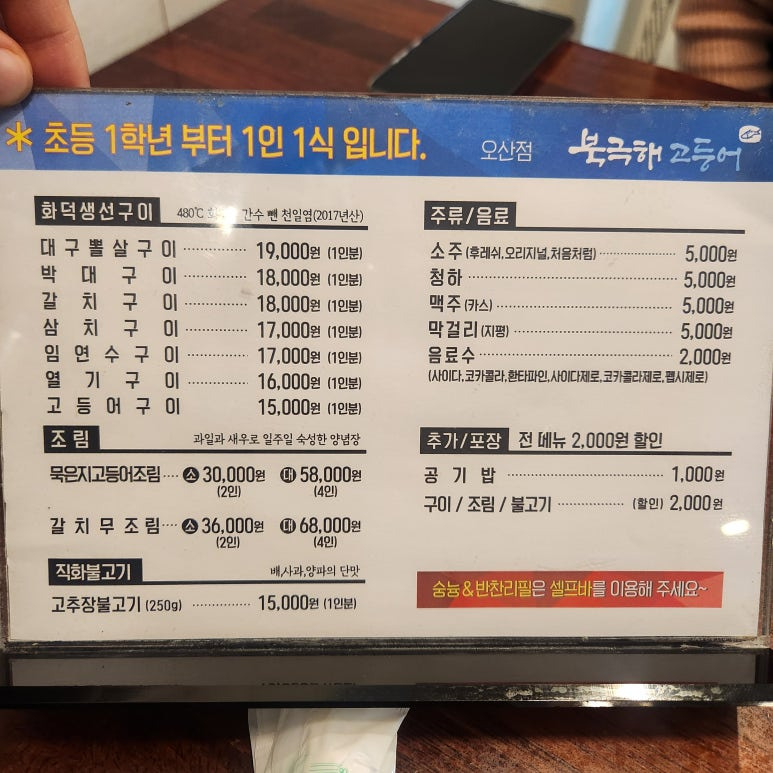 * 초등 1학년 부터 1인 1식 입니다.
오산점 북극해 고등어
화덕생선구이 480℃ 간수 뺀 천일염(2017년산)
대구뽈살구이 19,000원 (1인분)
박대구이 18,000원 (1인분)
갈치구이 18,000원 (1인분)
삼치구이 17,000원 (1인분)
임연수구이 17,000원 (1인분)
열기구이 16,000원 (1인분)
고등어구이 15,000원 (1인분)
조림 과일과 새우로 일주일 숙성한 양념장
묵은지고등어조림 소 30,000원 대 58,000원
(2인) (4인)
갈치무조림 소 36,000원 대 68,000원
(2인) (4인)
직화불고기 배,사과,양파의 단맛
고추장불고기 (250g) 15,000원 (1인분)
주류/음료
소주 (후레쉬,오리지널,처음처럼) 5,000원
청하 5,000원
맥주 (카스) 5,000원
막걸리 (지평) 5,000원
음료수 2,000원
(사이다,코카콜라,환타파인,사이다제로,코카콜라제로,펩시제로)
추가/포장 전 메뉴 2,000원 할인
공기밥 1,000원
구이 / 조림 / 불고기 (할인) 2,000원
숭늉&반찬리필은 셀프바를 이용해 주세요~